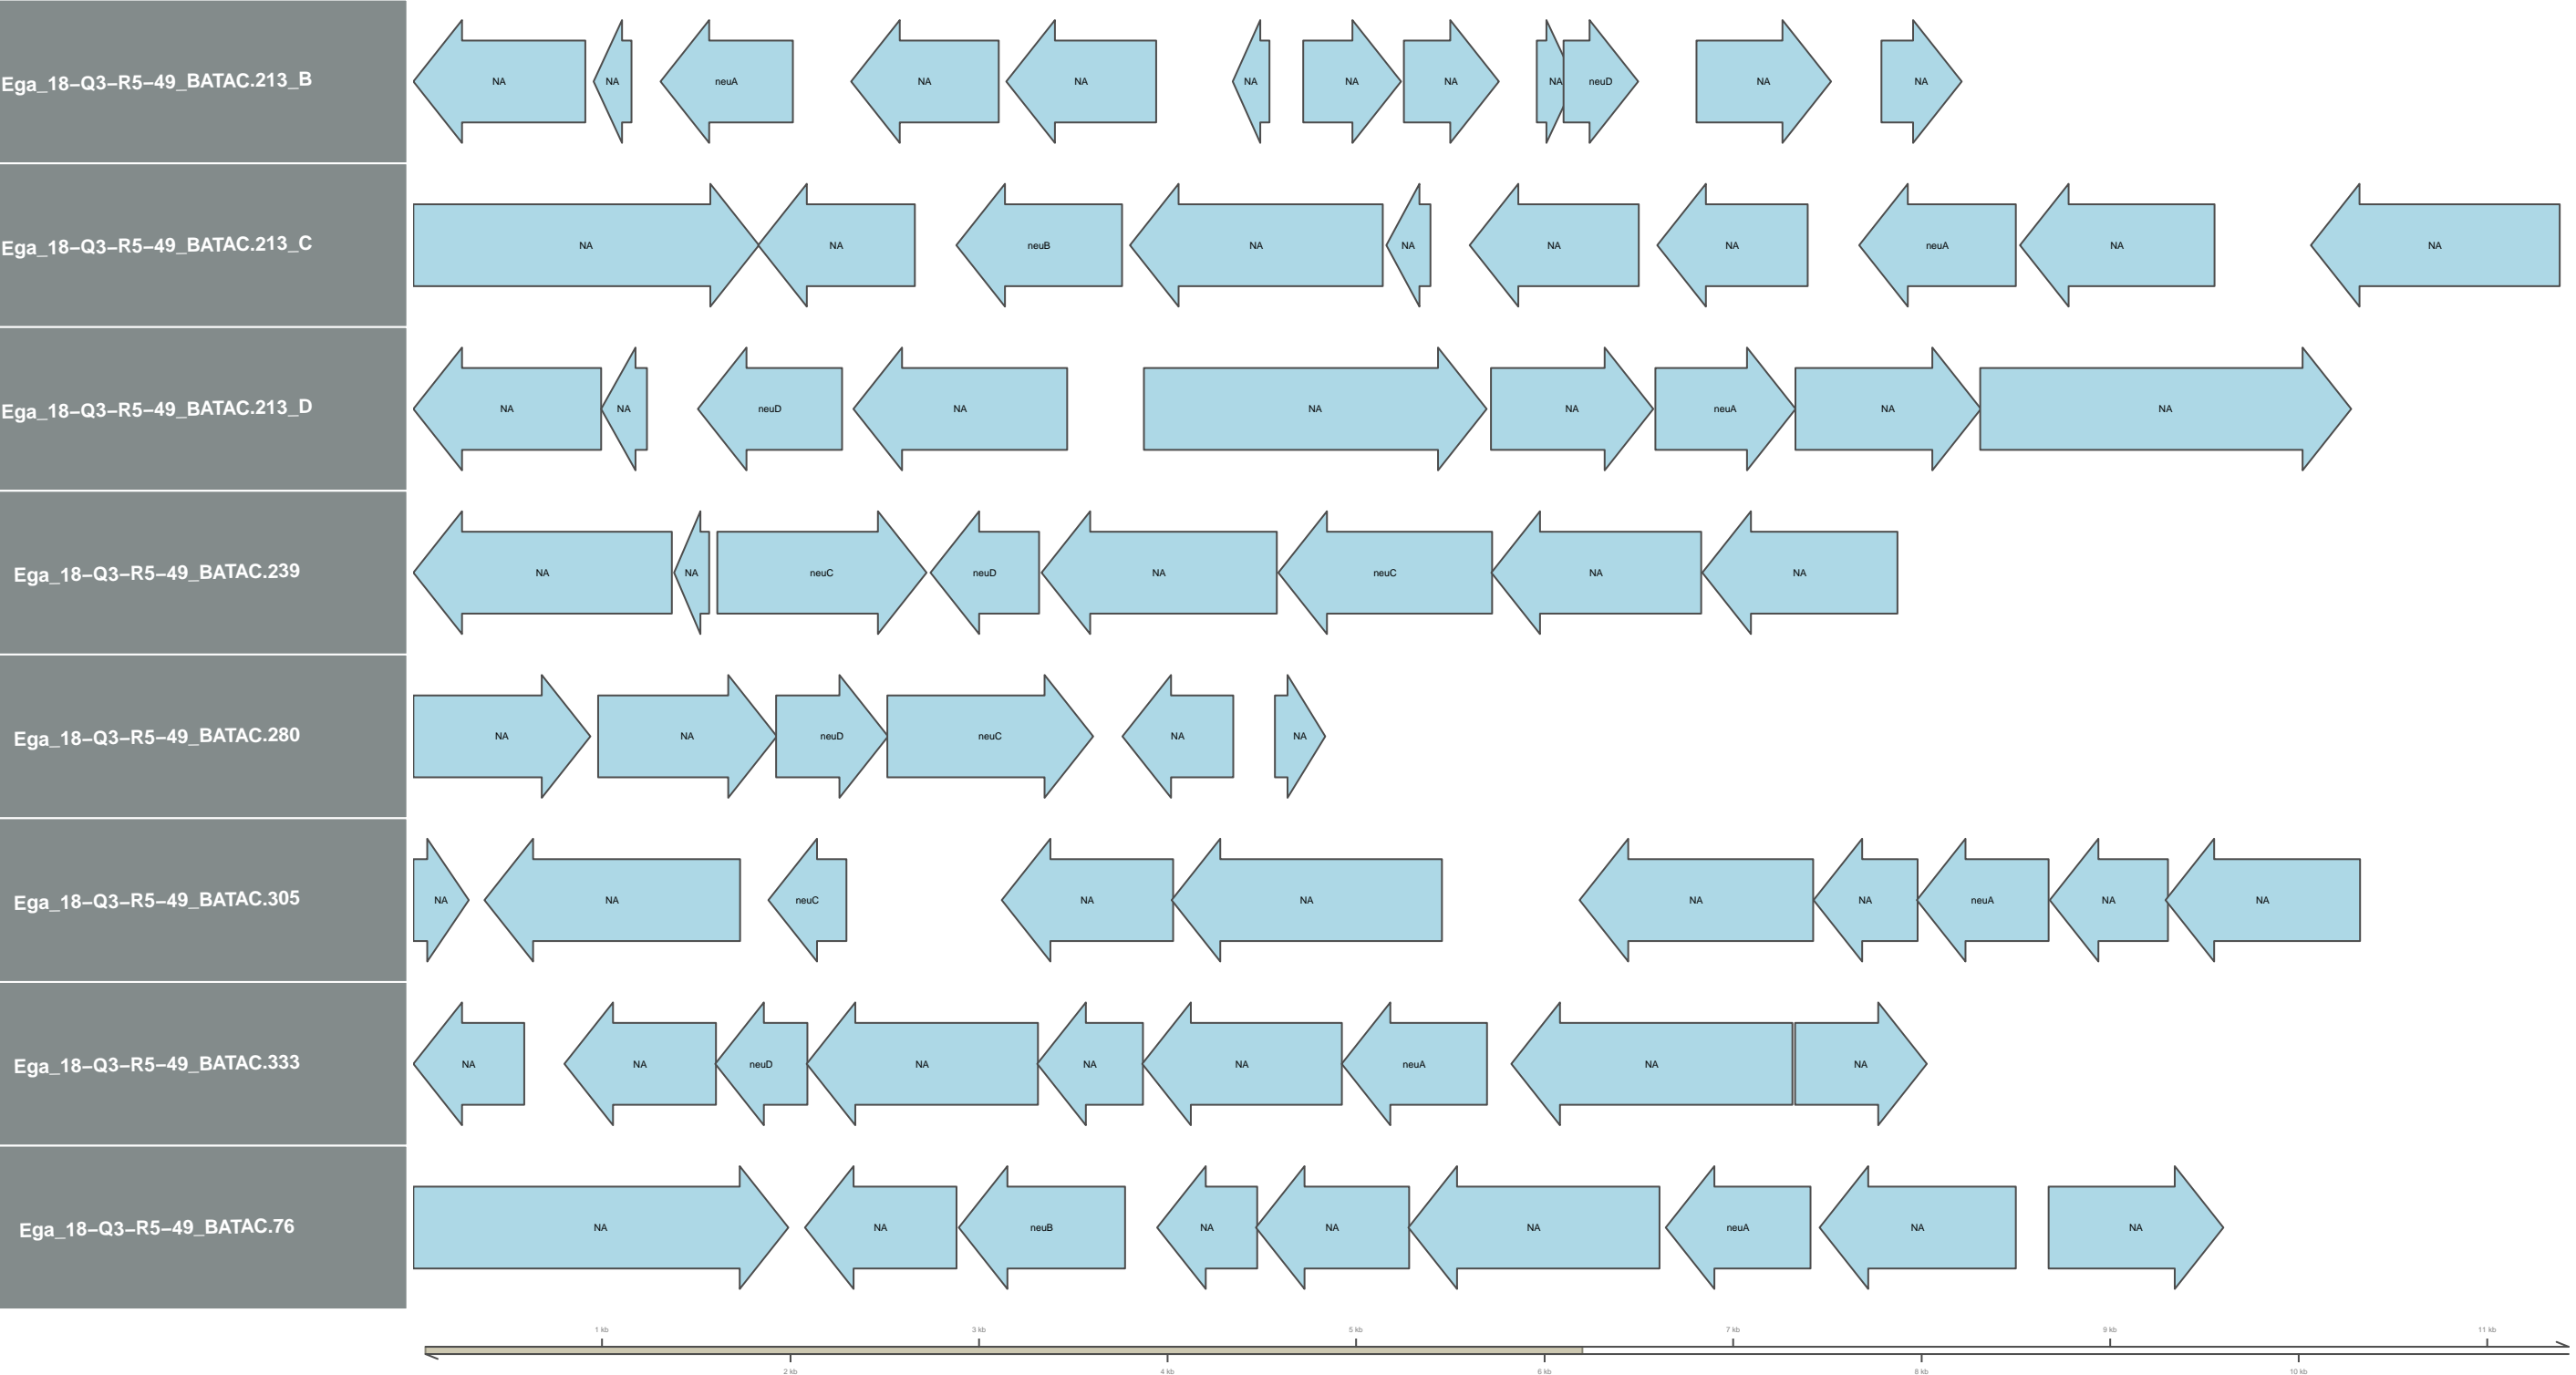 Ega_18−Q3−R5−49_BATAC.213_B NA NA neuA NA NA NA NA NA NA neuD NA NA
Ega_18−Q3−R5−49_BATAC.213_C NA NA neuB NA NA NA NA neuA NA NA
Ega_18−Q3−R5−49_BATAC.213_D NA NA neuD NA NA NA neuA NA NA
Ega_18−Q3−R5−49_BATAC.239 NA NA neuC neuD NA neuC NA NA
Ega_18−Q3−R5−49_BATAC.280 NA NA neuD neuC NA NA
Ega_18−Q3−R5−49_BATAC.305 NA NA neuC NA NA NA NA neuA NA NA
Ega_18−Q3−R5−49_BATAC.333 NA NA neuD NA NA NA neuA NA NA
Ega_18−Q3−R5−49_BATAC.76 NA NA neuB NA NA NA neuA NA NA
1 kb 3 kb 5 kb 7 kb 9 kb 11 kb
2 kb 4 kb 6 kb 8 kb 10 kb